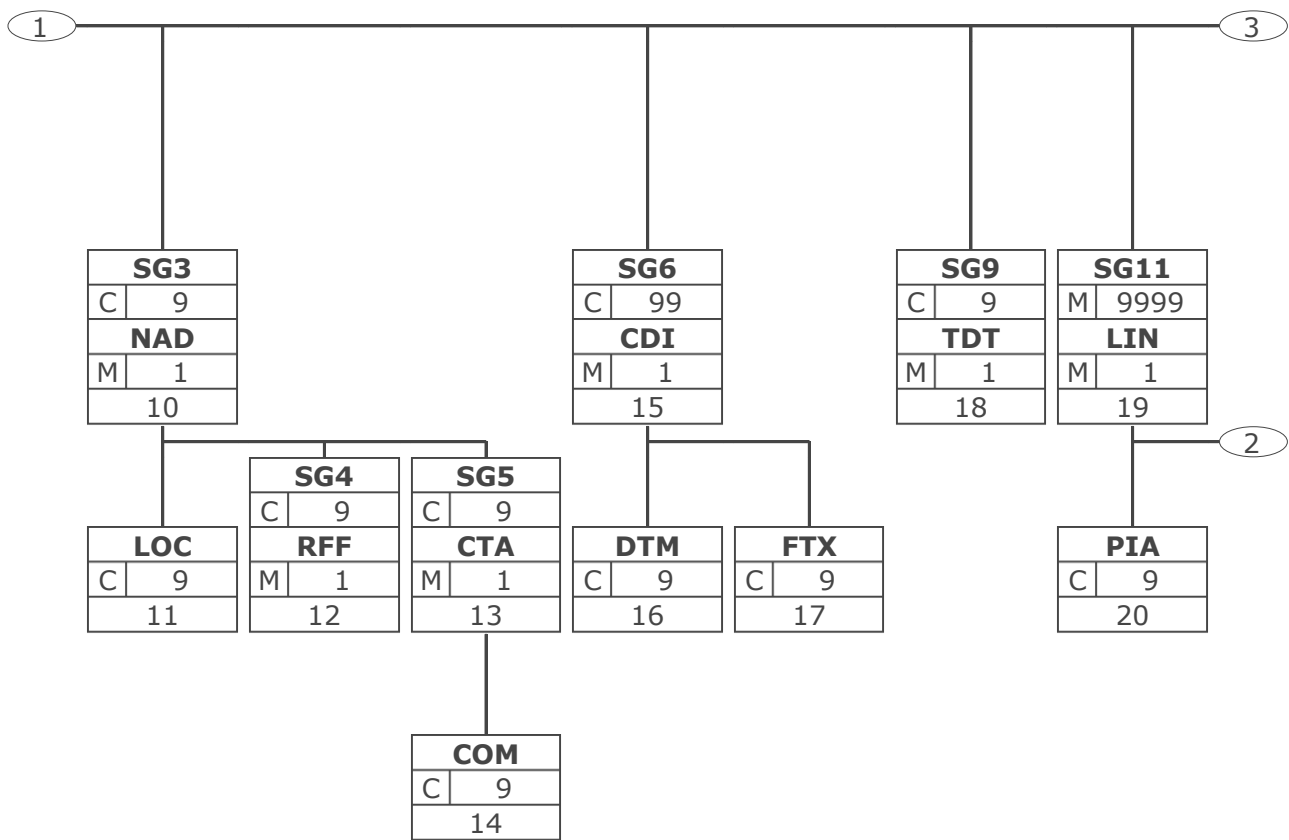 1 3
SG3 SG6 SG9 SG11
C 9 C 99 C 9 M 9999
NAD CDI TDT LIN
M 1 M 1 M 1 M 1
10 15 18 19
2
SG4 SG5
C 9 C 9
LOC RFF CTA DTM FTX PIA
C 9 M 1 M 1 C 9 C 9 C 9
11 12 13 16 17 20
COM
C 9
14